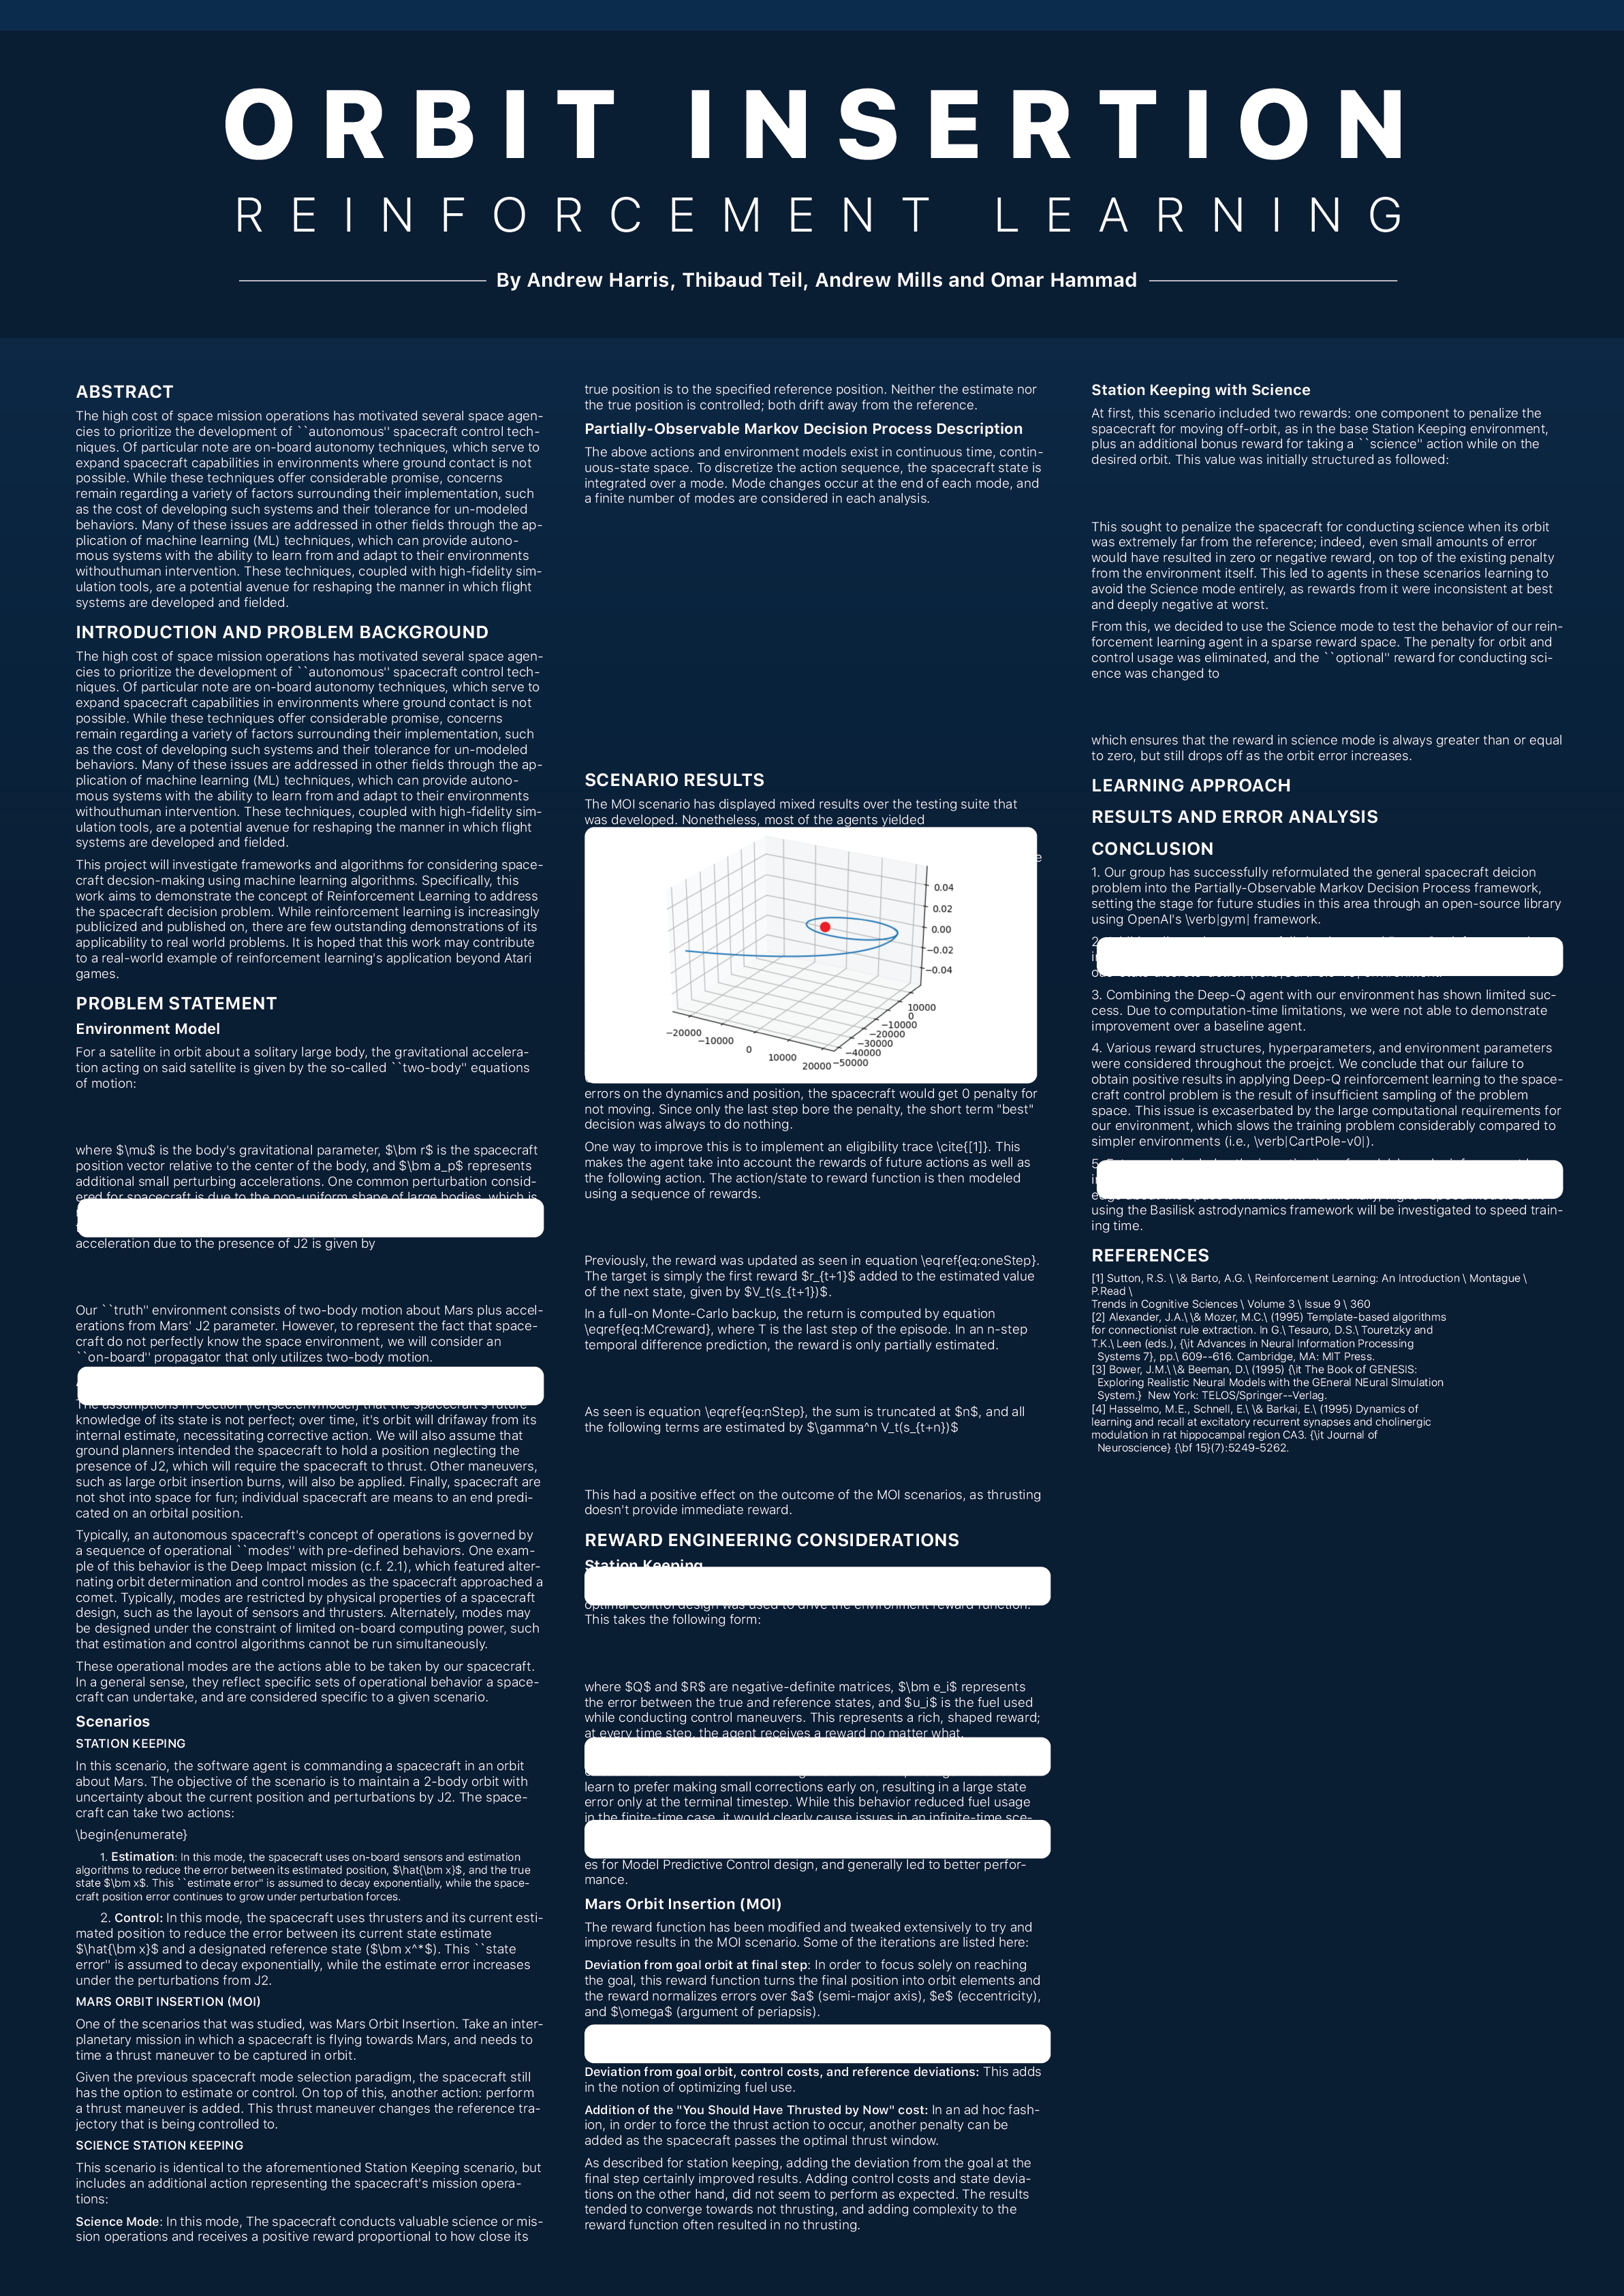 ORBIT INSERTION
REINFORCEMENT LEARNING
By Andrew Harris, Thibaud Teil, Andrew Mills and Omar Hammad
ABSTRACT
The high cost of space mission operations has motivated several space agen-
cies to prioritize the development of ``autonomous'' spacecraft control tech-
niques. Of particular note are on-board autonomy techniques, which serve to
expand spacecraft capabilities in environments where ground contact is not
possible. While these techniques offer considerable promise, concerns
remain regarding a variety of factors surrounding their implementation, such
as the cost of developing such systems and their tolerance for un-modeled
behaviors. Many of these issues are addressed in other fields through the ap-
plication of machine learning (ML) techniques, which can provide autono-
mous systems with the ability to learn from and adapt to their environments
withouthuman intervention. These techniques, coupled with high-fidelity sim-
ulation tools, are a potential avenue for reshaping the manner in which flight
systems are developed and fielded.
INTRODUCTION AND PROBLEM BACKGROUND
The high cost of space mission operations has motivated several space agen-
cies to prioritize the development of ``autonomous'' spacecraft control tech-
niques. Of particular note are on-board autonomy techniques, which serve to
expand spacecraft capabilities in environments where ground contact is not
possible. While these techniques offer considerable promise, concerns
remain regarding a variety of factors surrounding their implementation, such
as the cost of developing such systems and their tolerance for un-modeled
behaviors. Many of these issues are addressed in other fields through the ap-
plication of machine learning (ML) techniques, which can provide autono-
mous systems with the ability to learn from and adapt to their environments
withouthuman intervention. These techniques, coupled with high-fidelity sim-
ulation tools, are a potential avenue for reshaping the manner in which flight
systems are developed and fielded.
This project will investigate frameworks and algorithms for considering space-
craft decsion-making using machine learning algorithms. Specifically, this
work aims to demonstrate the concept of Reinforcement Learning to address
the spacecraft decision problem. While reinforcement learning is increasingly
publicized and published on, there are few outstanding demonstrations of its
applicability to real world problems. It is hoped that this work may contribute
to a real-world example of reinforcement learning's application beyond Atari
games.
PROBLEM STATEMENT
Environment Model
For a satellite in orbit about a solitary large body, the gravitational accelera-
tion acting on said satellite is given by the so-called ``two-body'' equations
of motion:
where $\mu$ is the body's gravitational parameter, $\bm r$ is the spacecraft
position vector relative to the center of the body, and $\bm a_p$ represents
additional small perturbing accelerations. One common perturbation consid-
ered for spacecraft is due to the non-uniform shape of large bodies, which is
acceleration due to the presence of J2 is given by
Our ``truth'' environment consists of two-body motion about Mars plus accel-
erations from Mars' J2 parameter. However, to represent the fact that space-
craft do not perfectly know the space environment, we will consider an
``on-board'' propagator that only utilizes two-body motion.
The assumptions in Section \ref{sec:envModel} that the spacecraft's future
knowledge of its state is not perfect; over time, it's orbit will drifaway from its
internal estimate, necessitating corrective action. We will also assume that
ground planners intended the spacecraft to hold a position neglecting the
presence of J2, which will require the spacecraft to thrust. Other maneuvers,
such as large orbit insertion burns, will also be applied. Finally, spacecraft are
not shot into space for fun; individual spacecraft are means to an end predi-
cated on an orbital position.
Typically, an autonomous spacecraft's concept of operations is governed by
a sequence of operational ``modes'' with pre-defined behaviors. One exam-
ple of this behavior is the Deep Impact mission (c.f. 2.1), which featured alter-
nating orbit determination and control modes as the spacecraft approached a
comet. Typically, modes are restricted by physical properties of a spacecraft
design, such as the layout of sensors and thrusters. Alternately, modes may
be designed under the constraint of limited on-board computing power, such
that estimation and control algorithms cannot be run simultaneously.
These operational modes are the actions able to be taken by our spacecraft.
In a general sense, they reflect specific sets of operational behavior a space-
craft can undertake, and are considered specific to a given scenario.
Scenarios
STATION KEEPING
In this scenario, the software agent is commanding a spacecraft in an orbit
about Mars. The objective of the scenario is to maintain a 2-body orbit with
uncertainty about the current position and perturbations by J2. The space-
craft can take two actions:
\begin{enumerate}
1. Estimation: In this mode, the spacecraft uses on-board sensors and estimation
algorithms to reduce the error between its estimated position, $\hat{\bm x}$, and the true
state $\bm x$. This ``estimate error'' is assumed to decay exponentially, while the space-
craft position error continues to grow under perturbation forces.
2. Control: In this mode, the spacecraft uses thrusters and its current esti-
mated position to reduce the error between its current state estimate
$\hat{\bm x}$ and a designated reference state ($\bm x^*$). This ``state
error'' is assumed to decay exponentially, while the estimate error increases
under the perturbations from J2.
MARS ORBIT INSERTION (MOI)
One of the scenarios that was studied, was Mars Orbit Insertion. Take an inter-
planetary mission in which a spacecraft is flying towards Mars, and needs to
time a thrust maneuver to be captured in orbit.
Given the previous spacecraft mode selection paradigm, the spacecraft still
has the option to estimate or control. On top of this, another action: perform
a thrust maneuver is added. This thrust maneuver changes the reference tra-
jectory that is being controlled to.
SCIENCE STATION KEEPING
This scenario is identical to the aforementioned Station Keeping scenario, but
includes an additional action representing the spacecraft's mission opera-
tions:
Science Mode: In this mode, The spacecraft conducts valuable science or mis-
sion operations and receives a positive reward proportional to how close its
true position is to the specified reference position. Neither the estimate nor
the true position is controlled; both drift away from the reference.
Partially-Observable Markov Decision Process Description
The above actions and environment models exist in continuous time, contin-
uous-state space. To discretize the action sequence, the spacecraft state is
integrated over a mode. Mode changes occur at the end of each mode, and
a finite number of modes are considered in each analysis.
SCENARIO RESULTS
The MOI scenario has displayed mixed results over the testing suite that
was developed. Nonetheless, most of the agents yielded
0.04
0.02
0.00
−0.02
−0.04
10000
0
−10000
−20000
−30000
−40000
−50000
−20000
−10000
0
10000
20000
errors on the dynamics and position, the spacecraft would get 0 penalty for
not moving. Since only the last step bore the penalty, the short term "best"
decision was always to do nothing.
One way to improve this is to implement an eligibility trace \cite{[1]}. This
makes the agent take into account the rewards of future actions as well as
the following action. The action/state to reward function is then modeled
using a sequence of rewards.
Previously, the reward was updated as seen in equation \eqref{eq:oneStep}.
The target is simply the first reward $r_{t+1}$ added to the estimated value
of the next state, given by $V_t(s_{t+1})$.
In a full-on Monte-Carlo backup, the return is computed by equation
\eqref{eq:MCreward}, where T is the last step of the episode. In an n-step
temporal difference prediction, the reward is only partially estimated.
As seen is equation \eqref{eq:nStep}, the sum is truncated at $n$, and all
the following terms are estimated by $\gamma^n V_t(s_{t+n})$
This had a positive effect on the outcome of the MOI scenarios, as thrusting
doesn't provide immediate reward.
REWARD ENGINEERING CONSIDERATIONS
Station Keeping
optimal control design was used to drive the environment reward function.
This takes the following form:
where $Q$ and $R$ are negative-definite matrices, $\bm e_i$ represents
the error between the true and reference states, and $u_i$ is the fuel used
while conducting control maneuvers. This represents a rich, shaped reward;
at every time step, the agent receives a reward no matter what.
learn to prefer making small corrections early on, resulting in a large state
error only at the terminal timestep. While this behavior reduced fuel usage
in the finite-time case, it would clearly cause issues in an infinite-time sce-
es for Model Predictive Control design, and generally led to better perfor-
mance.
Mars Orbit Insertion (MOI)
The reward function has been modified and tweaked extensively to try and
improve results in the MOI scenario. Some of the iterations are listed here:
Deviation from goal orbit at final step: In order to focus solely on reaching
the goal, this reward function turns the final position into orbit elements and
the reward normalizes errors over $a$ (semi-major axis), $e$ (eccentricity),
and $\omega$ (argument of periapsis).
Deviation from goal orbit, control costs, and reference deviations: This adds
in the notion of optimizing fuel use.
Addition of the "You Should Have Thrusted by Now" cost: In an ad hoc fash-
ion, in order to force the thrust action to occur, another penalty can be
added as the spacecraft passes the optimal thrust window.
As described for station keeping, adding the deviation from the goal at the
final step certainly improved results. Adding control costs and state devia-
tions on the other hand, did not seem to perform as expected. The results
tended to converge towards not thrusting, and adding complexity to the
reward function often resulted in no thrusting.
Station Keeping with Science
At first, this scenario included two rewards: one component to penalize the
spacecraft for moving off-orbit, as in the base Station Keeping environment,
plus an additional bonus reward for taking a ``science'' action while on the
desired orbit. This value was initially structured as followed:
This sought to penalize the spacecraft for conducting science when its orbit
was extremely far from the reference; indeed, even small amounts of error
would have resulted in zero or negative reward, on top of the existing penalty
from the environment itself. This led to agents in these scenarios learning to
avoid the Science mode entirely, as rewards from it were inconsistent at best
and deeply negative at worst.
From this, we decided to use the Science mode to test the behavior of our rein-
forcement learning agent in a sparse reward space. The penalty for orbit and
control usage was eliminated, and the ``optional'' reward for conducting sci-
ence was changed to
which ensures that the reward in science mode is always greater than or equal
to zero, but still drops off as the orbit error increases.
LEARNING APPROACH
RESULTS AND ERROR ANALYSIS
CONCLUSION
1. Our group has successfully reformulated the general spacecraft deicion
problem into the Partially-Observable Markov Decision Process framework,
setting the stage for future studies in this area through an open-source library
using OpenAI's \verb|gym| framework.
3. Combining the Deep-Q agent with our environment has shown limited suc-
cess. Due to computation-time limitations, we were not able to demonstrate
improvement over a baseline agent.
4. Various reward structures, hyperparameters, and environment parameters
were considered throughout the proejct. We conclude that our failure to
obtain positive results in applying Deep-Q reinforcement learning to the space-
craft control problem is the result of insufficient sampling of the problem
space. This issue is excaserbated by the large computational requirements for
our environment, which slows the training problem considerably compared to
simpler environments (i.e., \verb|CartPole-v0|).
using the Basilisk astrodynamics framework will be investigated to speed train-
ing time.
REFERENCES
[1] Sutton, R.S. \ \& Barto, A.G. \ Reinforcement Learning: An Introduction \ Montague \
P.Read \
Trends in Cognitive Sciences \ Volume 3 \ Issue 9 \ 360
[2] Alexander, J.A.\ \& Mozer, M.C.\ (1995) Template-based algorithms
for connectionist rule extraction. In G.\ Tesauro, D.S.\ Touretzky and
T.K.\ Leen (eds.), {\it Advances in Neural Information Processing
Systems 7}, pp.\ 609--616. Cambridge, MA: MIT Press.
[3] Bower, J.M.\ \& Beeman, D.\ (1995) {\it The Book of GENESIS:
Exploring Realistic Neural Models with the GEneral NEural SImulation
System.} New York: TELOS/Springer--Verlag.
[4] Hasselmo, M.E., Schnell, E.\ \& Barkai, E.\ (1995) Dynamics of
learning and recall at excitatory recurrent synapses and cholinergic
modulation in rat hippocampal region CA3. {\it Journal of
Neuroscience} {\bf 15}(7):5249-5262.